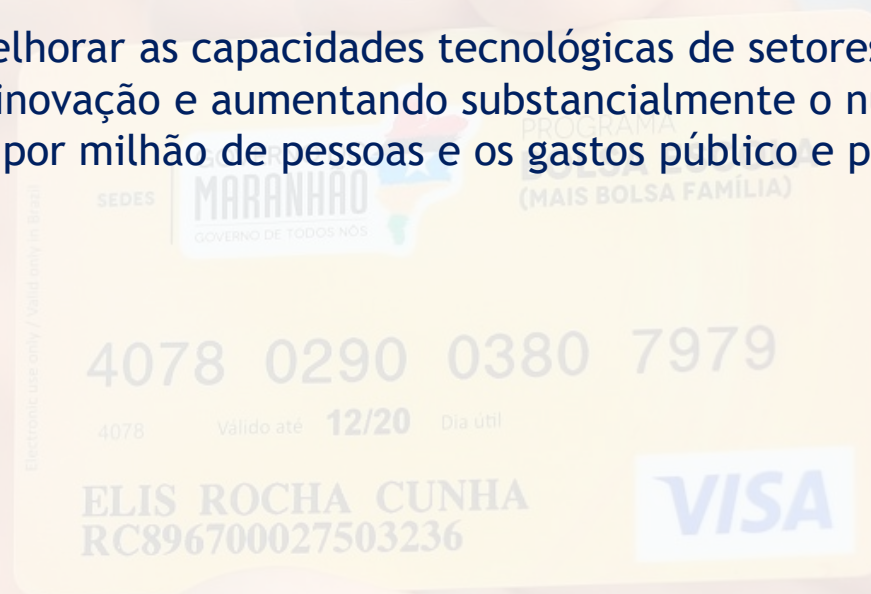 elhorar as capacidades tecnológicas de setores
inovação e aumentando substancialmente o n
por milhão de pessoas e os gastos público e p
PROGRAMA
SEDES
MARANHÃO
GOVERNO DE TODOS NÓS
(MAIS BOLSA FAMÍLIA)
Electronic use only / Valid only in Brazil
4078 0290 0380 7979
4078 Válido até 12/20 Dia útil
ELIS ROCHA CUNHA
RC896700027503236
VISA